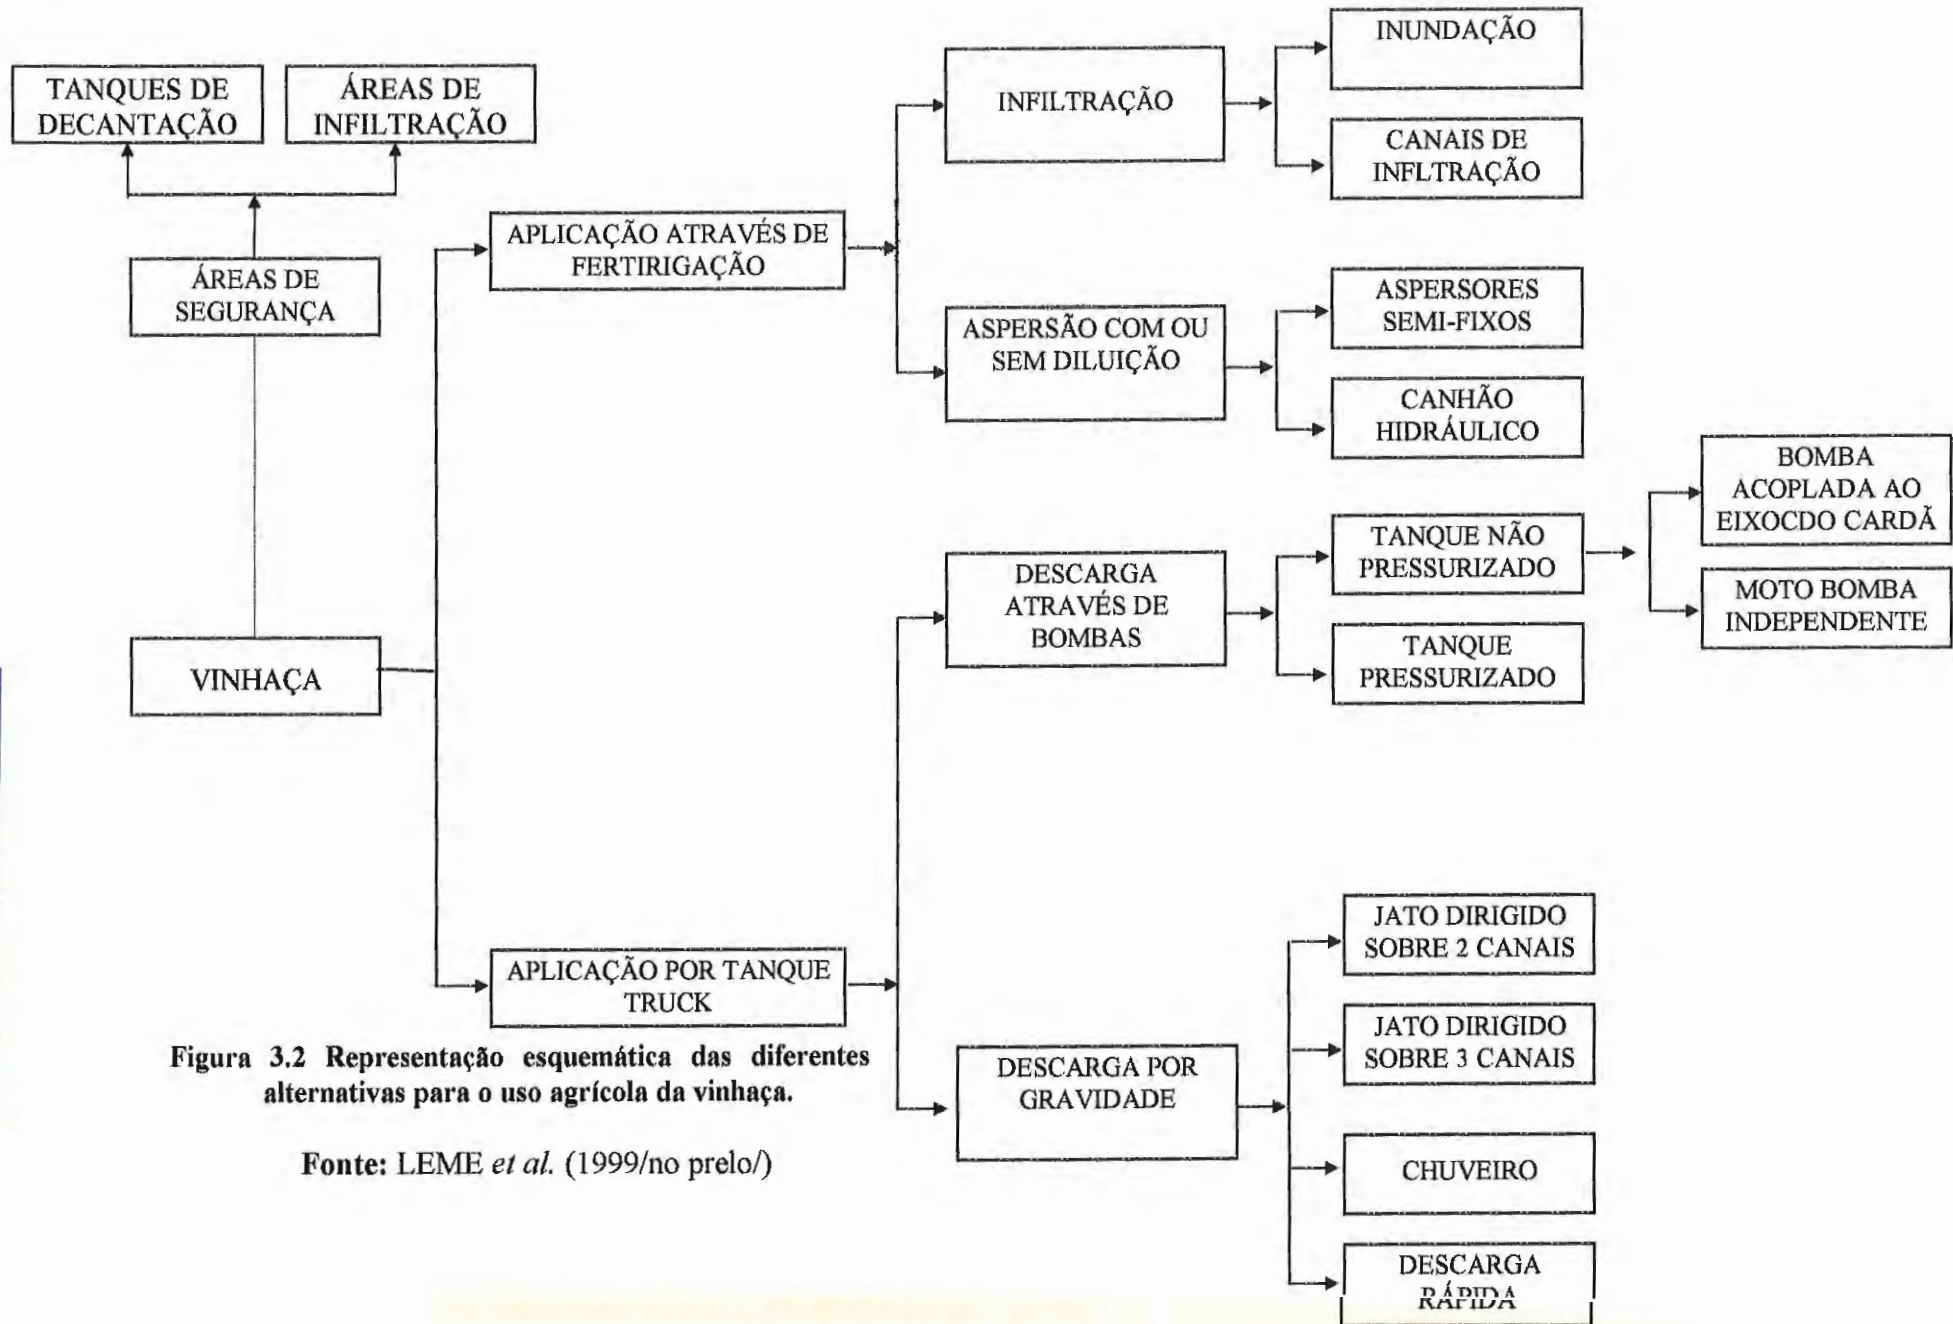 TANQUES DE
DECANTAÇÃO
ÁREAS DE
INFILTRAÇÃO
ÁREAS DE
SEGURANÇA
VINHAÇA
APLICAÇÃO ATRAVÉS DE
FERTIRIGAÇÃO
APLICAÇÃO POR TANQUE
TRUCK
INFILTRAÇÃO
ASPERSÃO COM OU
SEM DILUIÇÃO
INUNDAÇÃO
CANAIS DE
INFLTRAÇÃO
ASPERSORES
SEMI-FIXOS
CANHÃO
HIDRÁULICO
DESCARGA
ATRAVÉS DE
BOMBAS
TANQUE NÃO
PRESSURIZADO
TANQUE
PRESSURIZADO
BOMBA
ACOPLADA AO
EIXOCDO CARDÃ
MOTO BOMBA
INDEPENDENTE
DESCARGA POR
GRAVIDADE
JATO DIRIGIDO
SOBRE 2 CANAIS
JATO DIRIGIDO
SOBRE 3 CANAIS
CHUVEIRO
DESCARGA
RÁPIDA
Figura 3.2 Representação esquemática das diferentes
alternativas para o uso agrícola da vinhaça.
Fonte: LEME et al. (1999/no prelo/)